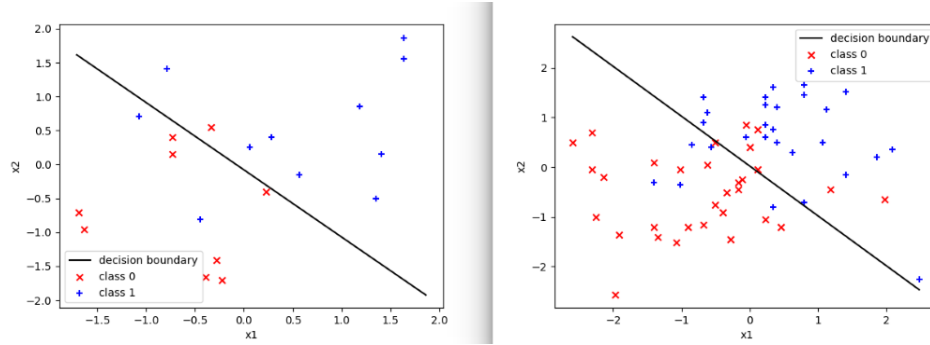 2.0
1.5
1.0
0.5
0.0
−0.5
−1.0
−1.5
−2.0
x2
decision boundary
class 0
class 1
−1.5 −1.0 −0.5 0.0 0.5 1.0 1.5 2.0
x1
2
1
0
−1
−2
x2
decision boundary
class 0
class 1
−2 −1 0 1 2
x1